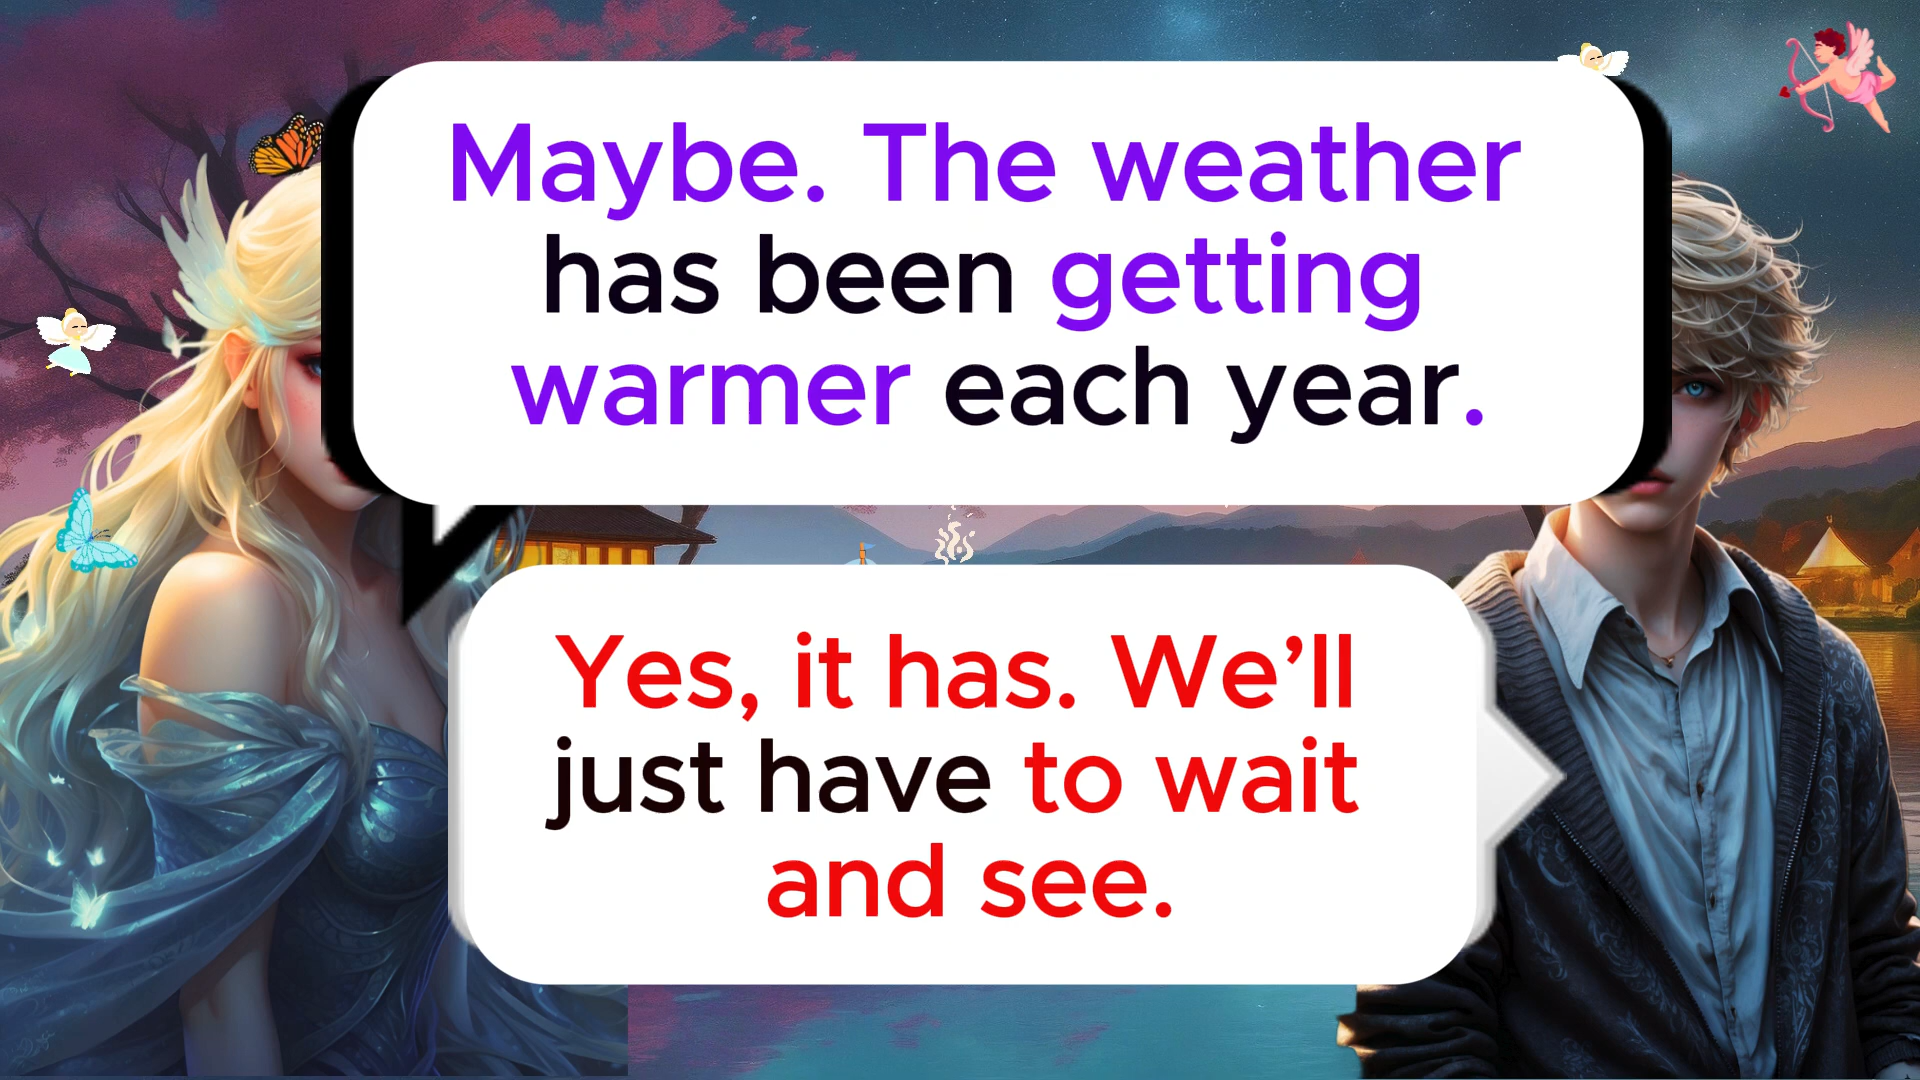 Maybe. The weather
has been getting
warmer each year.
Yes, it has. We’ll
just have to wait
and see.